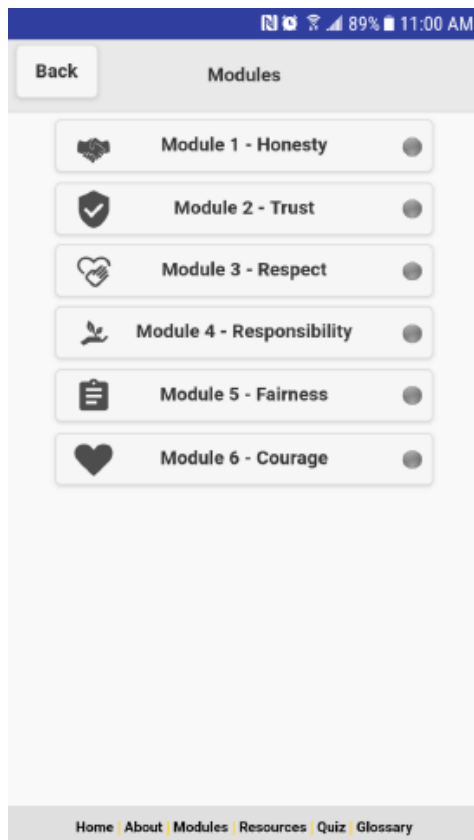 89% 11:00 AM
Back
Modules
Module 1 - Honesty
Module 2 - Trust
Module 3 - Respect
Module 4 - Responsibility
Module 5 - Fairness
Module 6 - Courage
Home | About | Modules | Resources | Quiz | Glossary